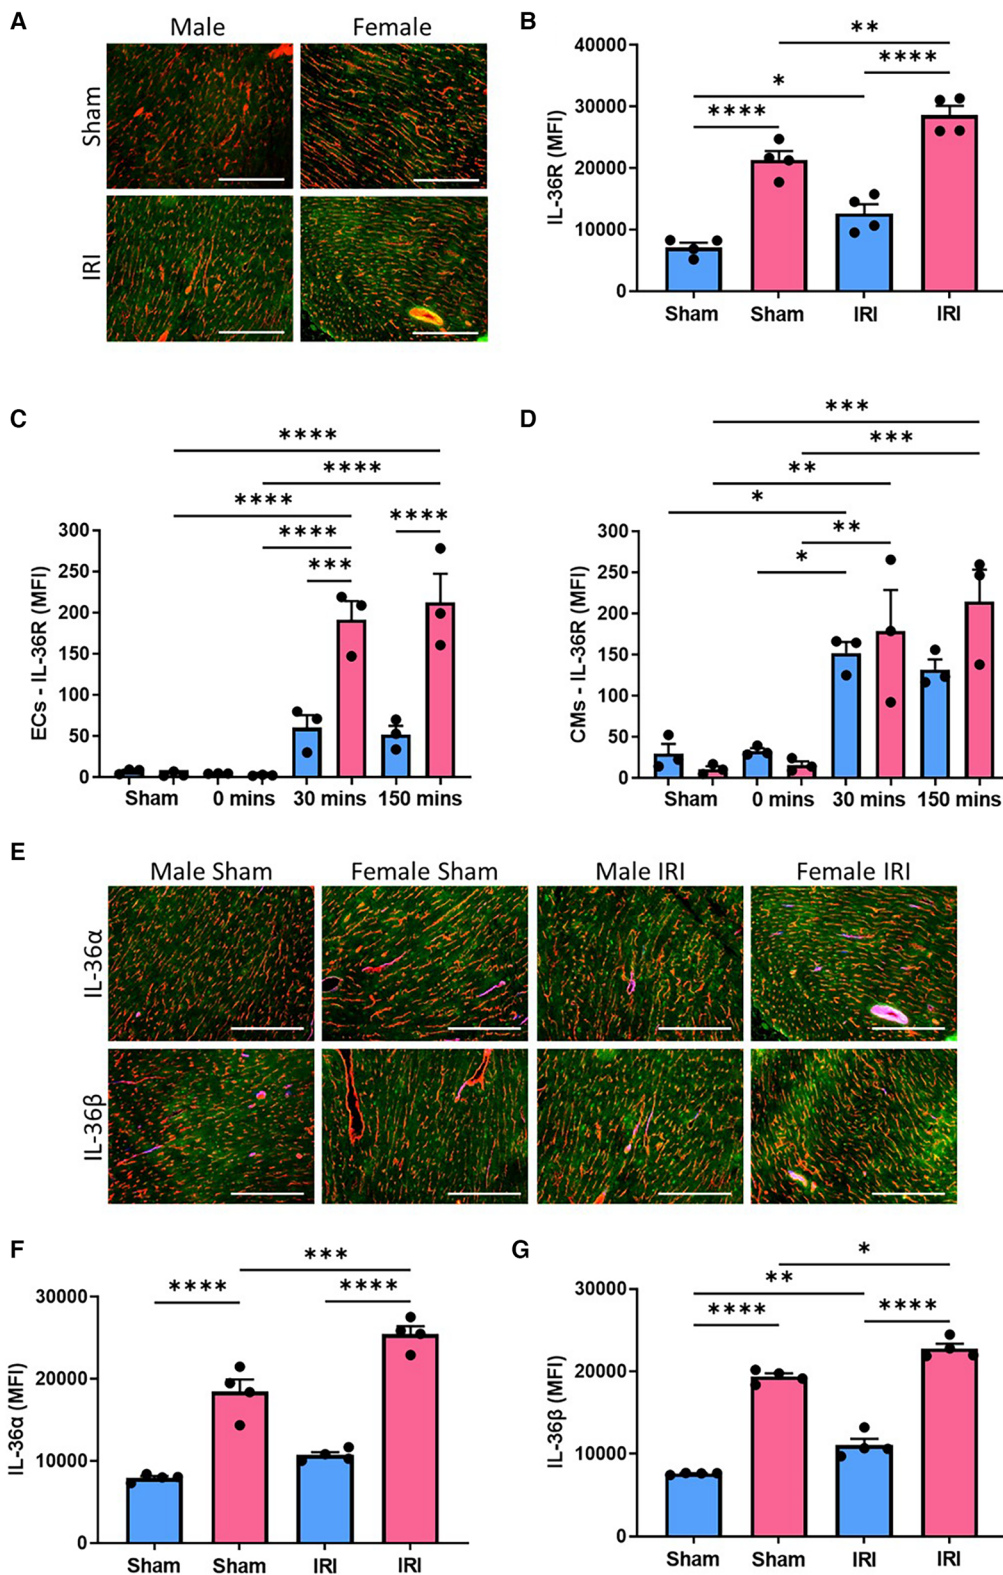 A
Male Female
Sham
IRI
B
**
****
*
****
40000
30000
20000
10000
0
IL-36R (MFI)
Sham Sham IRI IRI
C
****
****
****
****
****
***
300
250
200
150
100
50
0
ECs - IL-36R (MFI)
Sham 0 mins 30 mins 150 mins
D
***
***
**
*
**
*
300
250
200
150
100
50
0
CMs - IL-36R (MFI)
Sham 0 mins 30 mins 150 mins
E
Male Sham Female Sham Male IRI Female IRI
IL-36α
IL-36β
F
***
****
****
30000
20000
10000
0
IL-36α (MFI)
Sham Sham IRI IRI
G
*
**
****
****
30000
20000
10000
0
IL-36β (MFI)
Sham Sham IRI IRI